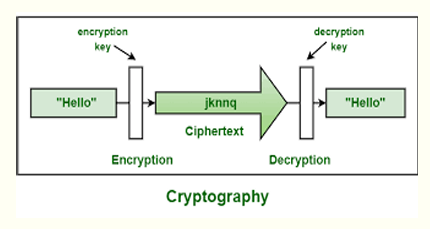 encryption
key
decryption
key
"Hello"
jknnq
"Hello"
Ciphertext
Encryption
Decryption
Cryptography